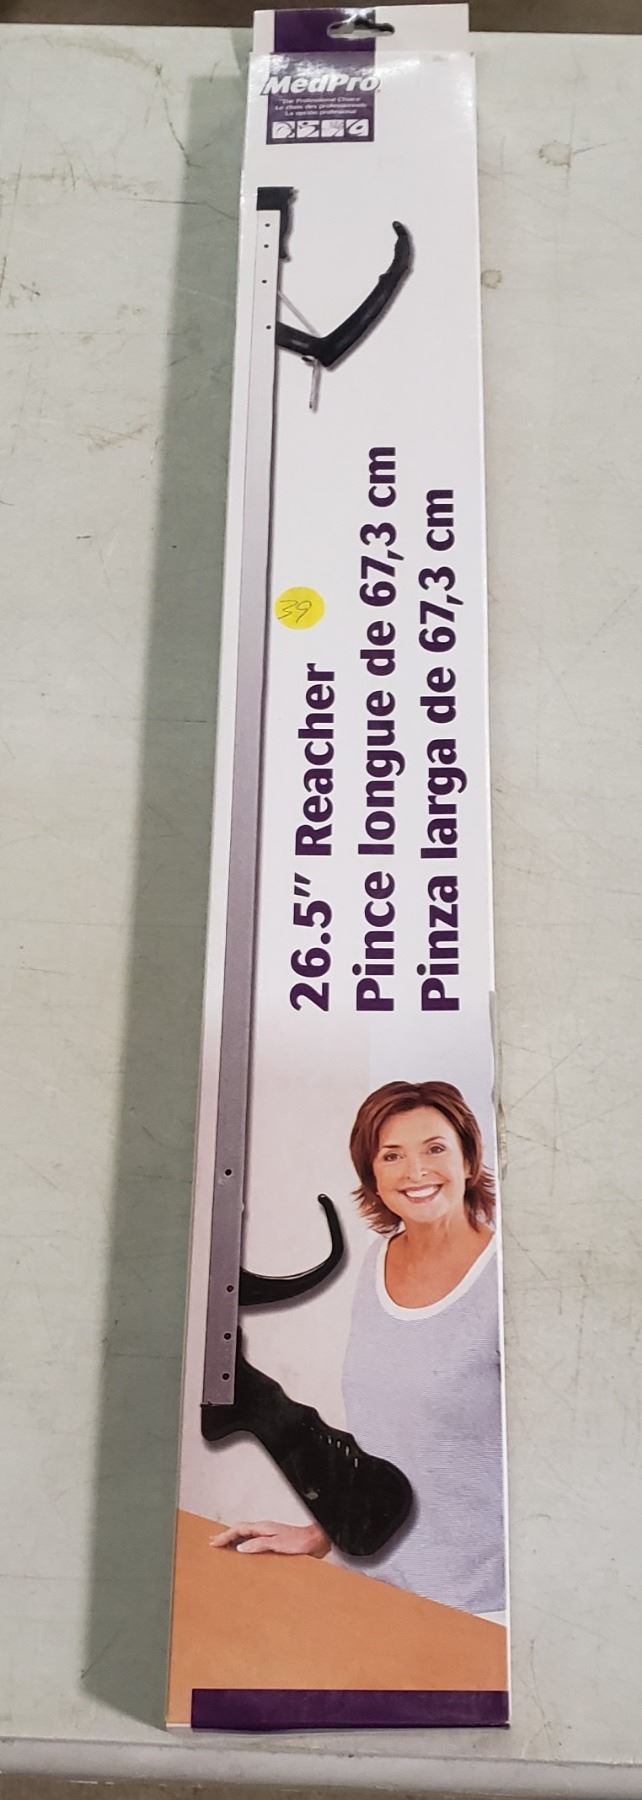 MedPro
The Professional Choice
Le choix des professionnels
La opción profesional
39
26.5" Reacher
Pince longue de 67,3 cm
Pinza larga de 67,3 cm